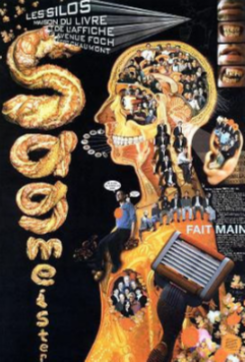 LES SILOS
MAISON DU LIVRE
DE L'AFFICHE
AVENUE FOCH
CHAUMONT
Sagmeister
FAIT MAIN